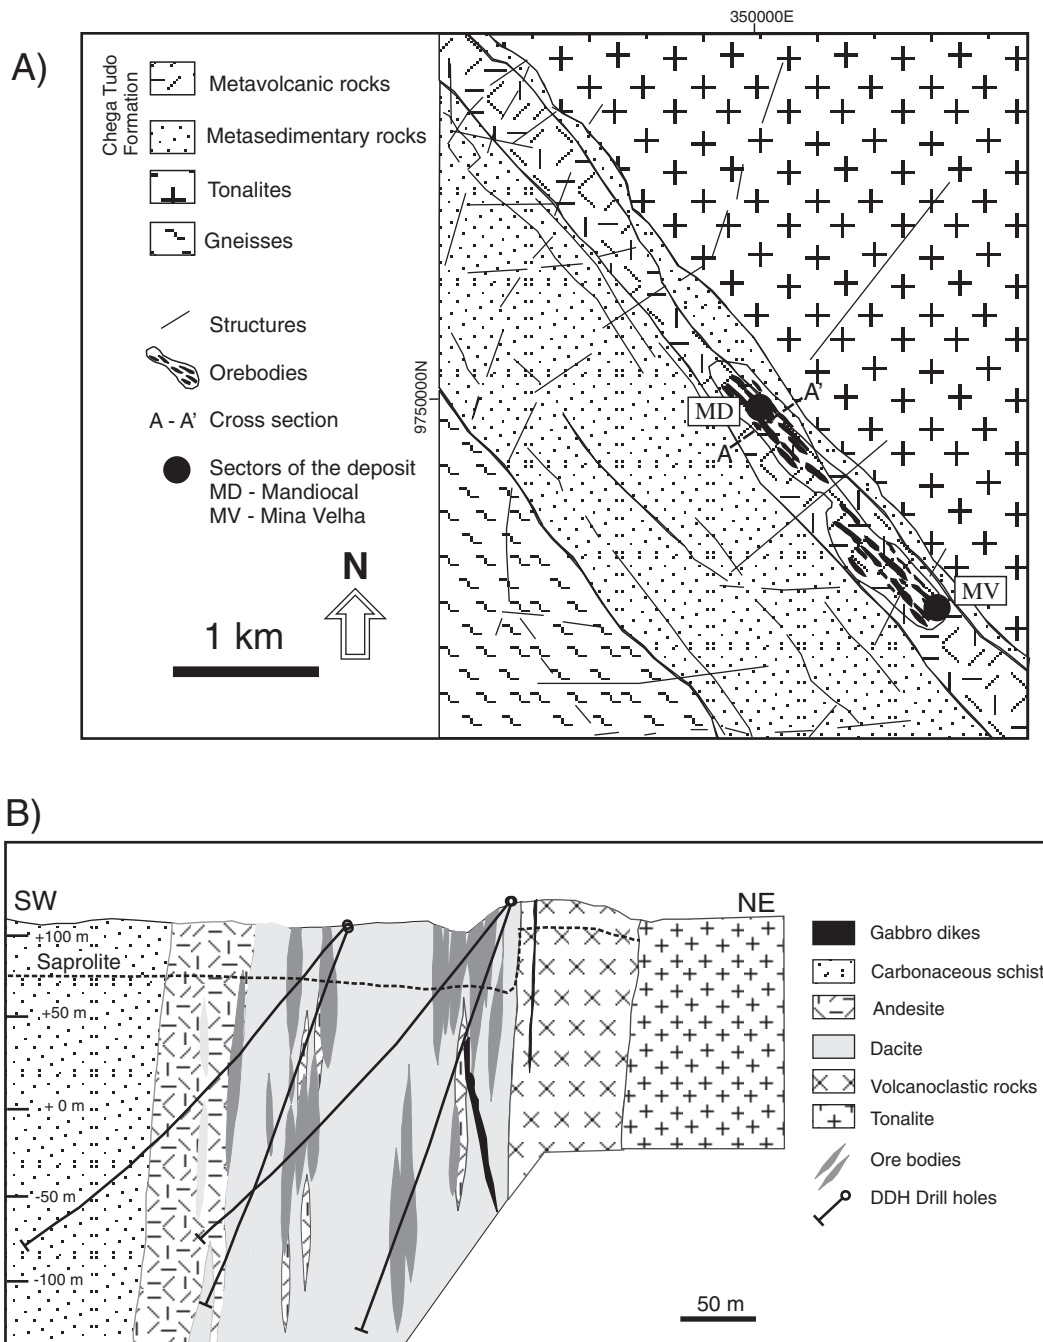 350000E
A)
Chega Tudo
Formation
Metavolcanic rocks
Metasedimentary rocks
Tonalites
Gneisses
Structures
Orebodies
A - A' Cross section
Sectors of the deposit
MD - Mandiocal
MV - Mina Velha
N
1 km
9750000N
MD
A'
A
MV
B)
SW
NE
+100 m
Saprolite
+50 m
+ 0 m
-50 m
-100 m
Gabbro dikes
Carbonaceous schist
Andesite
Dacite
Volcanoclastic rocks
Tonalite
Ore bodies
DDH Drill holes
50 m